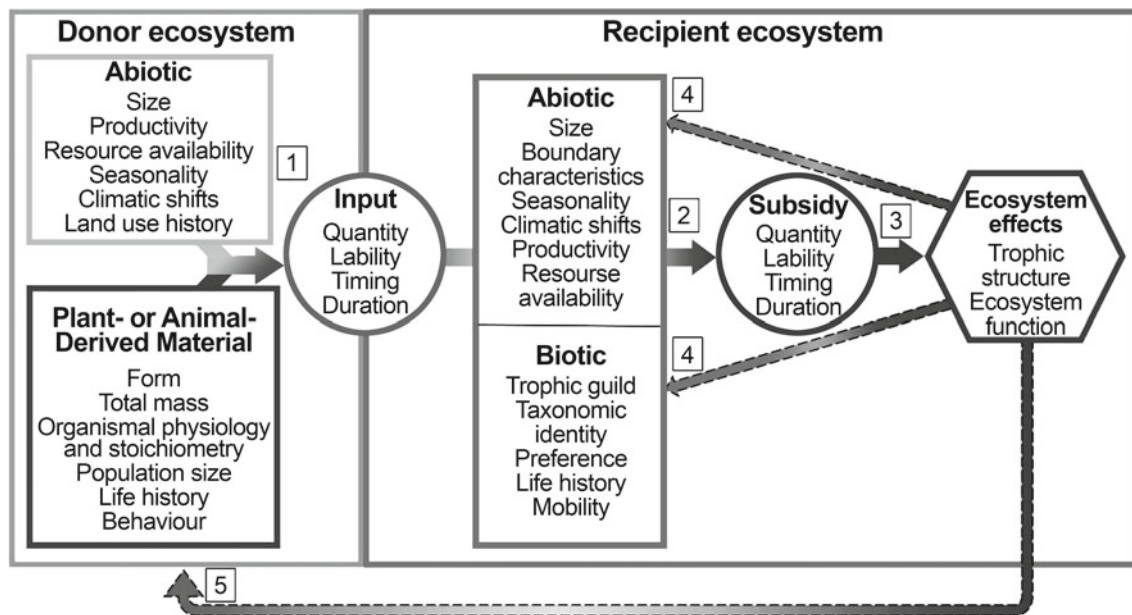 Donor ecosystem
Abiotic
Size
Productivity
Resource availability
Seasonality
Climatic shifts
Land use history
Plant- or Animal-
Derived Material
Form
Total mass
Organismal physiology
and stoichiometry
Population size
Life history
Behaviour
1
Input
Quantity
Lability
Timing
Duration
Recipient ecosystem
Abiotic
Size
Boundary
characteristics
Seasonality
Climatic shifts
Productivity
Resourse
availability
Biotic
Trophic guild
Taxonomic
identity
Preference
Life history
Mobility
2
Subsidy
Quantity
Lability
Timing
Duration
3
Ecosystem
effects
Trophic
structure
Ecosystem
function
4
4
5